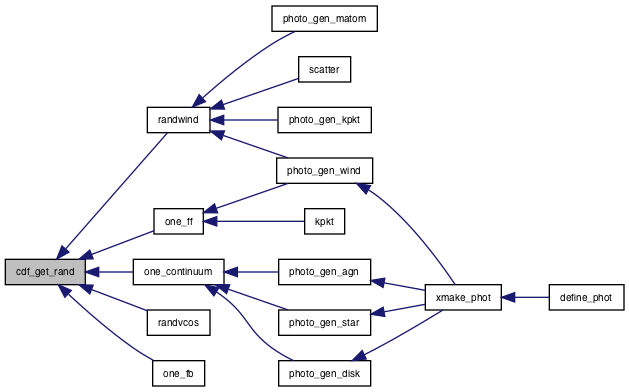 photo_gen_matom
scatter
randwind
photo_gen_kpkt
photo_gen_wind
one_ff
kpkt
cdf_get_rand
one_continuum
photo_gen_agn
xmake_phot
define_phot
randvcos
photo_gen_star
one_fb
photo_gen_disk